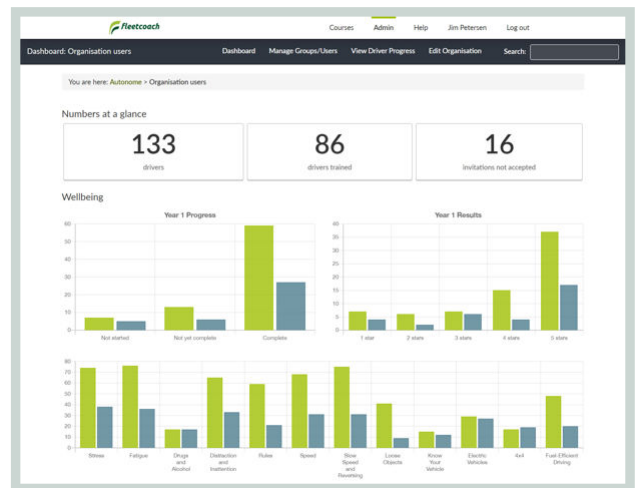 fleetcoach
Courses Admin Help Jim Petersen Log out
Dashboard: Organisation users Dashboard Manage Groups/Users View Driver Progress Edit Organisation Search:
You are here: Autonome > Organisation users
Numbers at a glance
133 86 16
drivers drivers trained invitations not accepted
Wellbeing
Year 1 Progress
60
50
40
30
20
10
0
Not started Not yet complete Complete
Year 1 Results
40
35
30
25
20
15
10
5
0
1 star 2 stars 3 stars 4 stars 5 stars
80
70
60
50
40
30
20
10
0
Stress Fatigue Drugs and Alcohol Distraction and Inattention Rules Speed Slow Speed and Reversing Loose Objects Know Your Vehicle Electric Vehicles 4x4 Fuel Efficient Driving